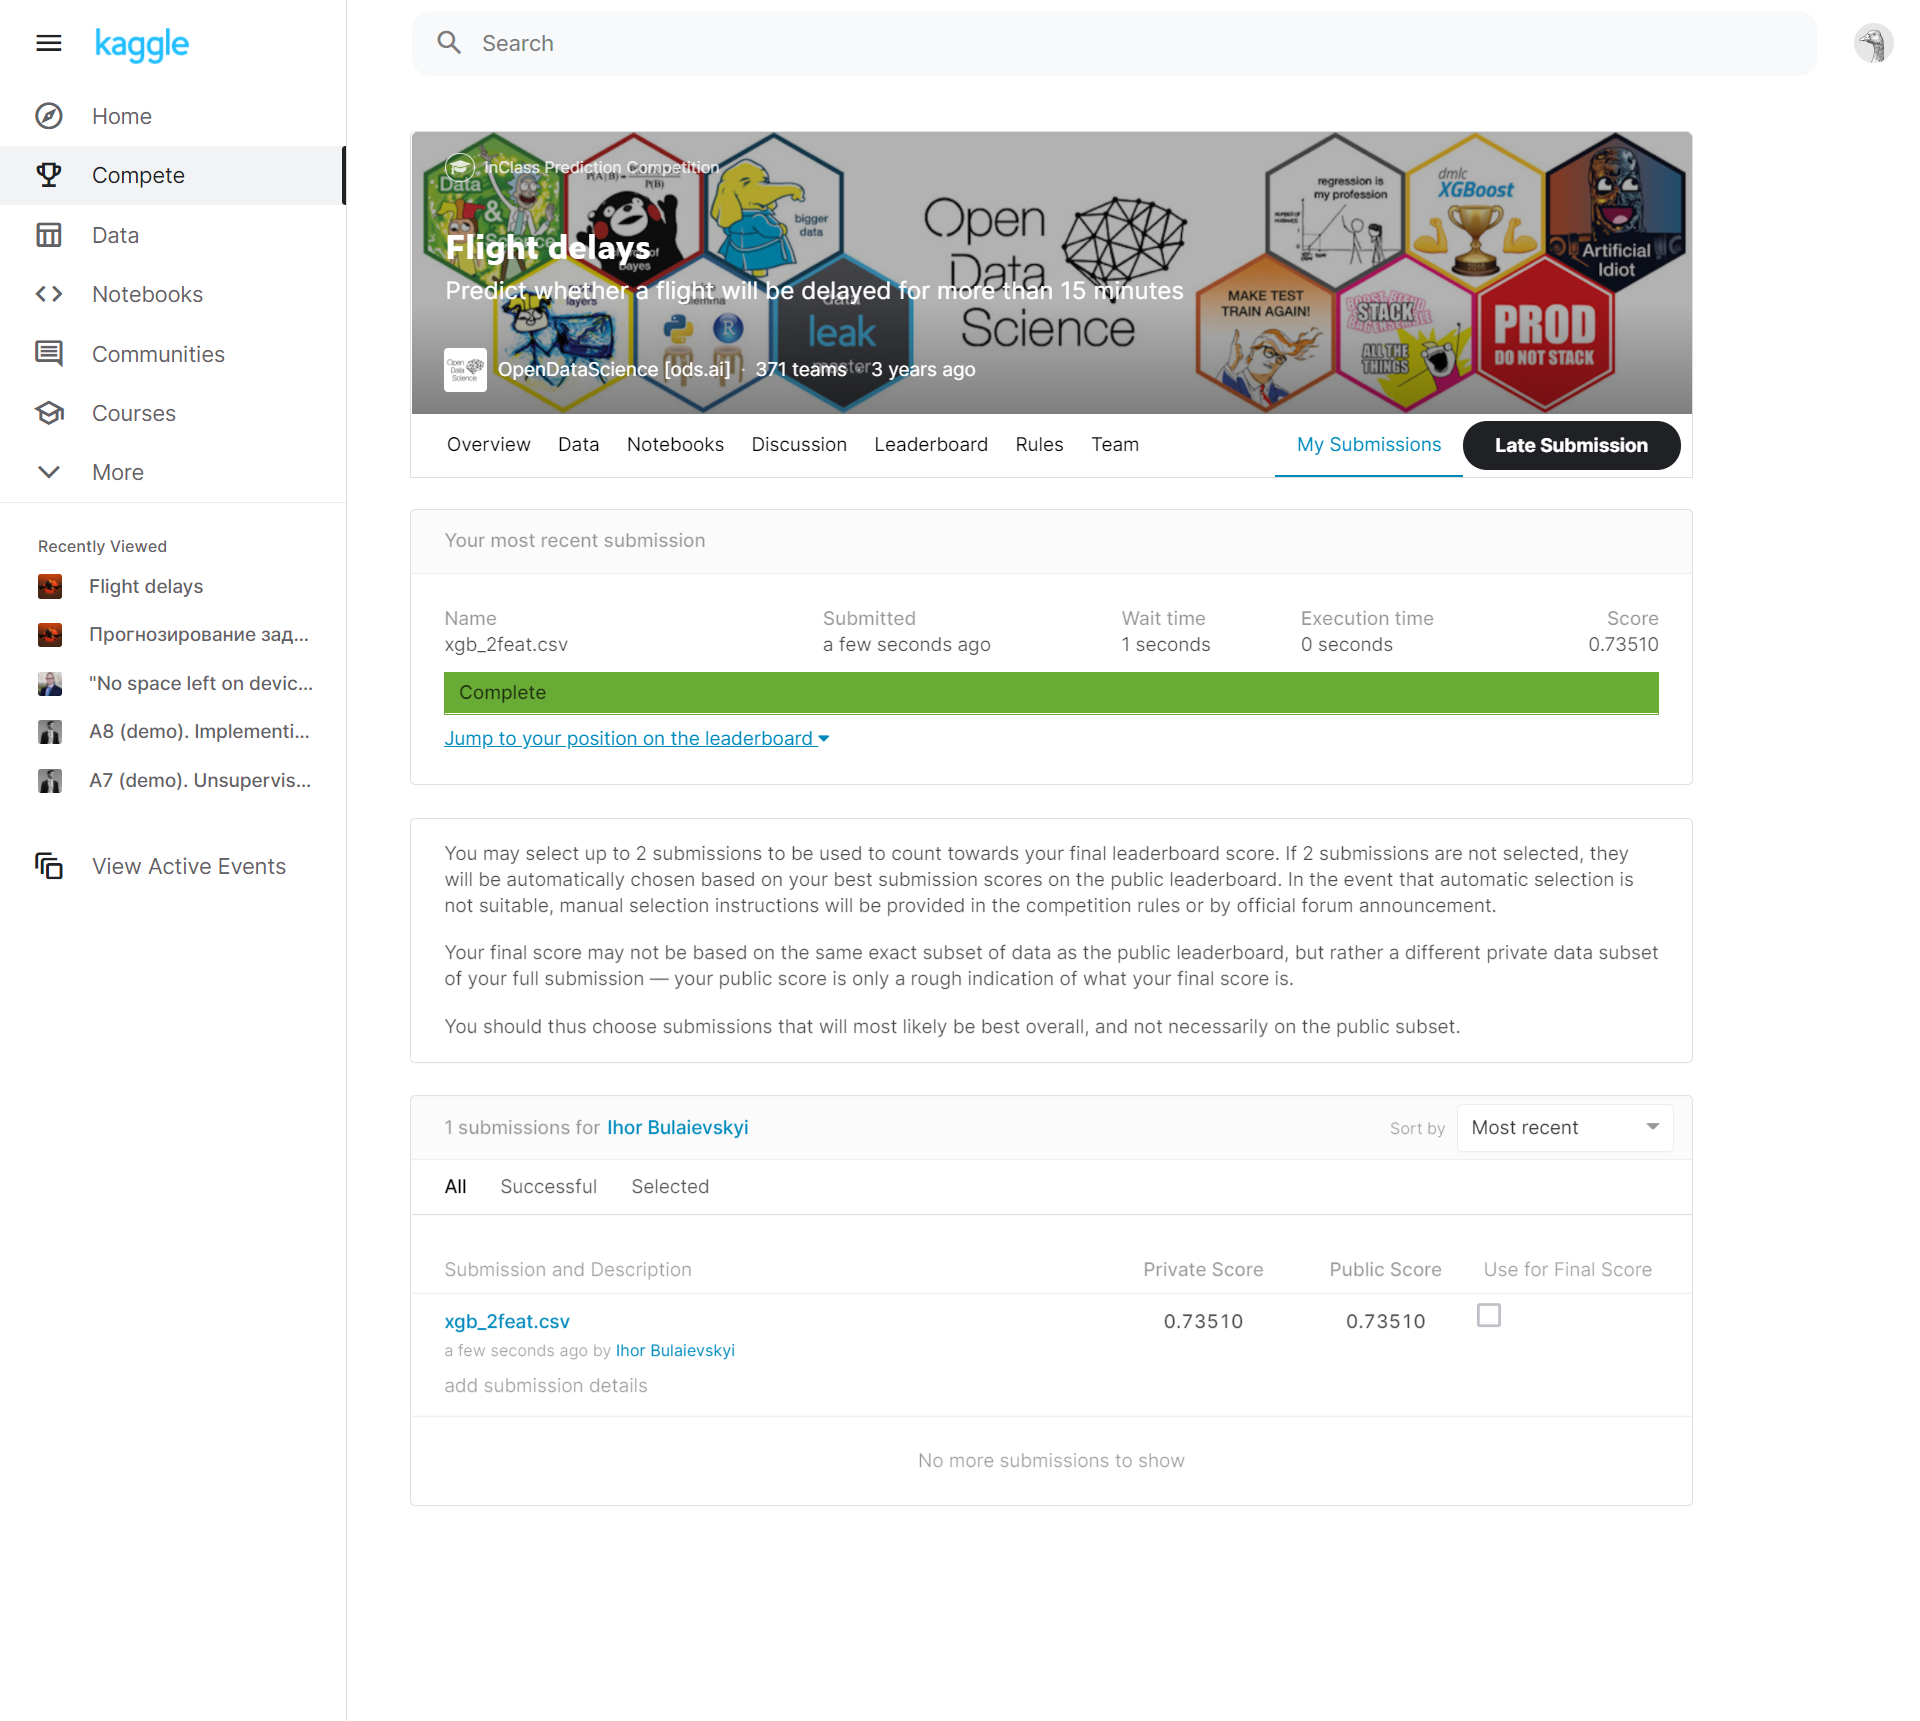 kaggle
Search
Home
Compete
Data
Notebooks
Communities
Courses
More
Recently Viewed
Flight delays
Прогнозирование зад...
"No space left on devic...
A8 (demo). Implementi...
A7 (demo). Unsupervis...
View Active Events
InClass Prediction Competition
Flight delays
Predict whether a flight will be delayed for more than 15 minutes
OpenDataScience [ods.ai] · 371 teams · 3 years ago
Data
&
P(A|B) =
P(B)
of
Bayes
bigger
data
layers
R
leak
Open
Data
Science
Open
Data
Science
regression is
my profession
dmlc
XGBoost
Artificial
Idiot
MAKE TEST
TRAIN AGAIN!
STACK
ALL THE
THINGS
PROD
DO NOT STACK
Overview
Data
Notebooks
Discussion
Leaderboard
Rules
Team
My Submissions
Late Submission
Your most recent submission
Name Submitted Wait time Execution time Score
xgb_2feat.csv a few seconds ago 1 seconds 0 seconds 0.73510
Complete
Jump to your position on the leaderboard
You may select up to 2 submissions to be used to count towards your final leaderboard score. If 2 submissions are not selected, they
will be automatically chosen based on your best submission scores on the public leaderboard. In the event that automatic selection is
not suitable, manual selection instructions will be provided in the competition rules or by official forum announcement.
Your final score may not be based on the same exact subset of data as the public leaderboard, but rather a different private data subset
of your full submission — your public score is only a rough indication of what your final score is.
You should thus choose submissions that will most likely be best overall, and not necessarily on the public subset.
1 submissions for Ihor Bulaievskyi
Sort by Most recent
All Successful Selected
Submission and Description Private Score Public Score Use for Final Score
xgb_2feat.csv 0.73510 0.73510
a few seconds ago by Ihor Bulaievskyi
add submission details
No more submissions to show